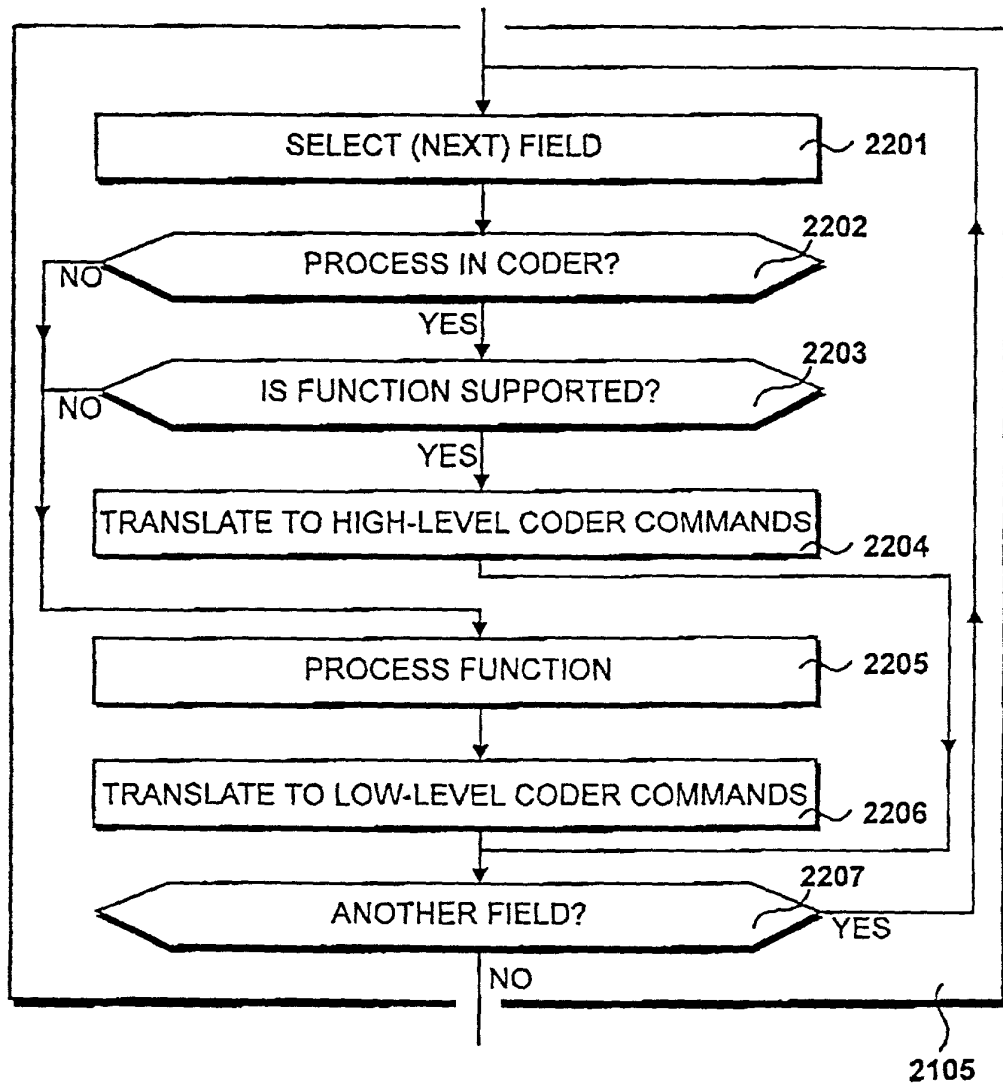 SELECT (NEXT) FIELD
2201
PROCESS IN CODER?
2202
NO
YES
IS FUNCTION SUPPORTED?
2203
NO
YES
TRANSLATE TO HIGH-LEVEL CODER COMMANDS
2204
PROCESS FUNCTION
2205
TRANSLATE TO LOW-LEVEL CODER COMMANDS
2206
ANOTHER FIELD?
2207
YES
NO
2105